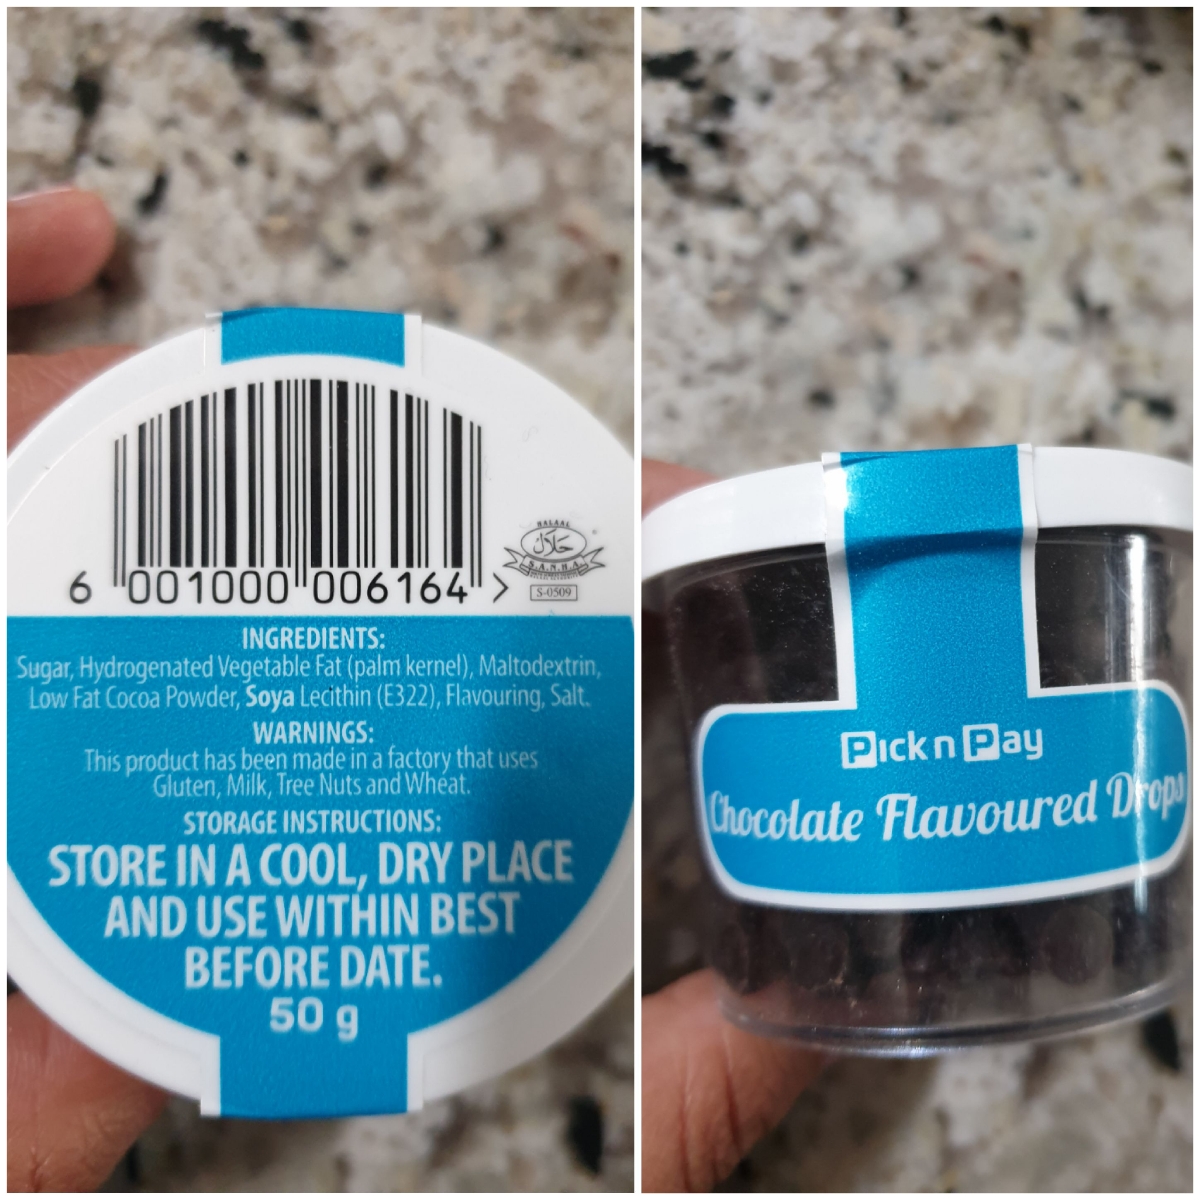 6 001000 006164 >
HALAAL
حلال
S.A.N.H.A.
S-0509
INGREDIENTS:
Sugar, Hydrogenated Vegetable Fat (palm kernel), Maltodextrin,
Low Fat Cocoa Powder, Soya Lecithin (E322), Flavouring, Salt.
WARNINGS:
This product has been made in a factory that uses
Gluten, Milk, Tree Nuts and Wheat.
STORAGE INSTRUCTIONS:
STORE IN A COOL, DRY PLACE
AND USE WITHIN BEST
BEFORE DATE.
50 g
Pick n Pay
Chocolate Flavoured Drops